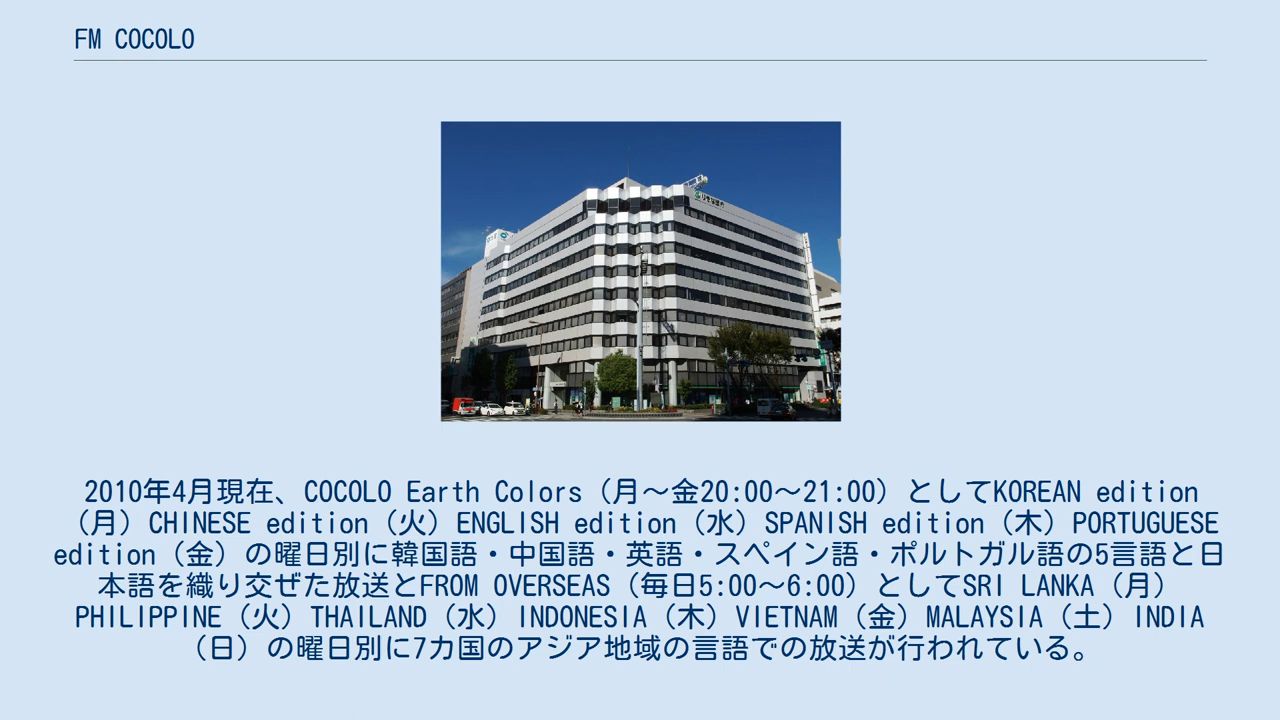 FM COCOLO
2010年4月現在、COCOLO Earth Colors（月～金20:00～21:00）としてKOREAN edition
（月）CHINESE edition（火）ENGLISH edition（水）SPANISH edition（木）PORTUGUESE
edition（金）の曜日別に韓国語・中国語・英語・スペイン語・ポルトガル語の5言語と日
本語を織り交ぜた放送とFROM OVERSEAS（毎日5:00～6:00）としてSRI LANKA（月）
PHILIPPINE（火）THAILAND（水）INDONESIA（木）VIETNAM（金）MALAYSIA（土）INDIA
（日）の曜日別に7カ国のアジア地域の言語での放送が行われている。